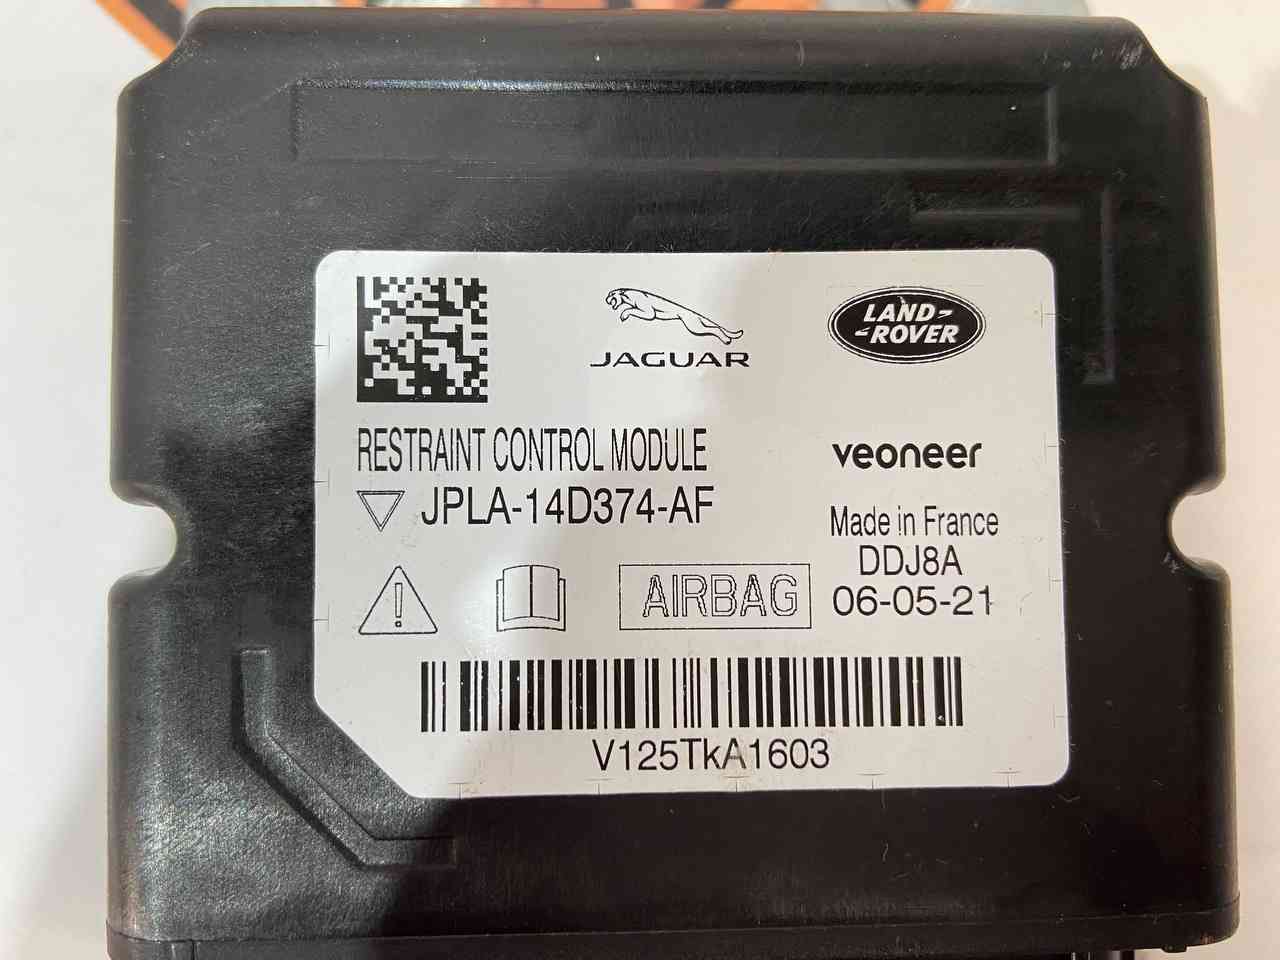 JAGUAR
LAND-
-ROVER
RESTRAINT CONTROL MODULE
veoneer
JPLA-14D374-AF
Made in France
DDJ8A
AIRBAG
06-05-21
V125TkA1603